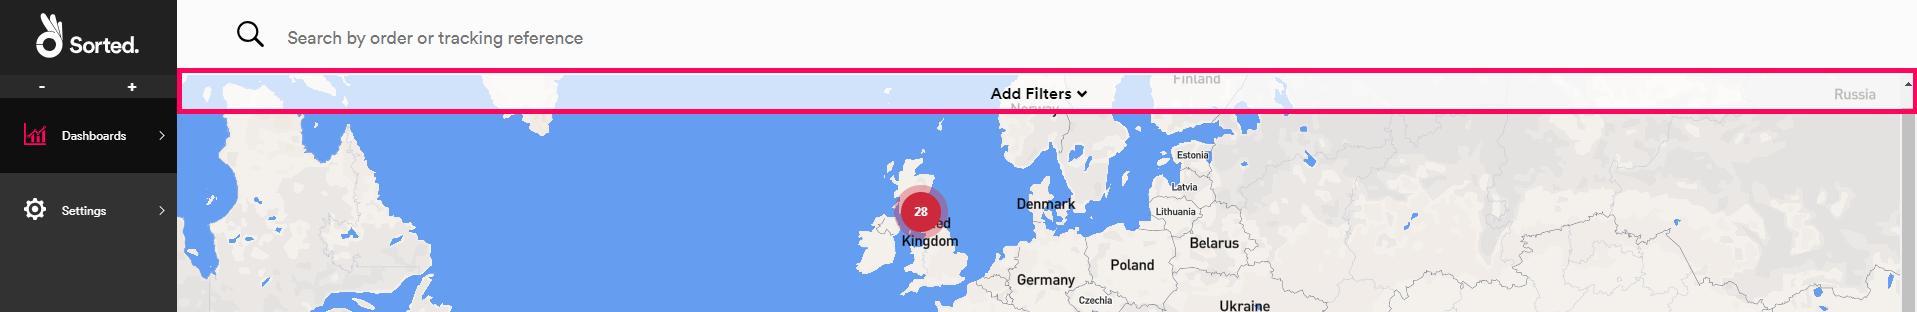 Sorted.
Search by order or tracking reference
- +
Finland
Add Filters
Russia
Norway
Dashboards
Estonia
Latvia
Denmark
Lithuania
Settings
28
United
Kingdom
Belarus
Poland
Germany
Czechia
Ukraine